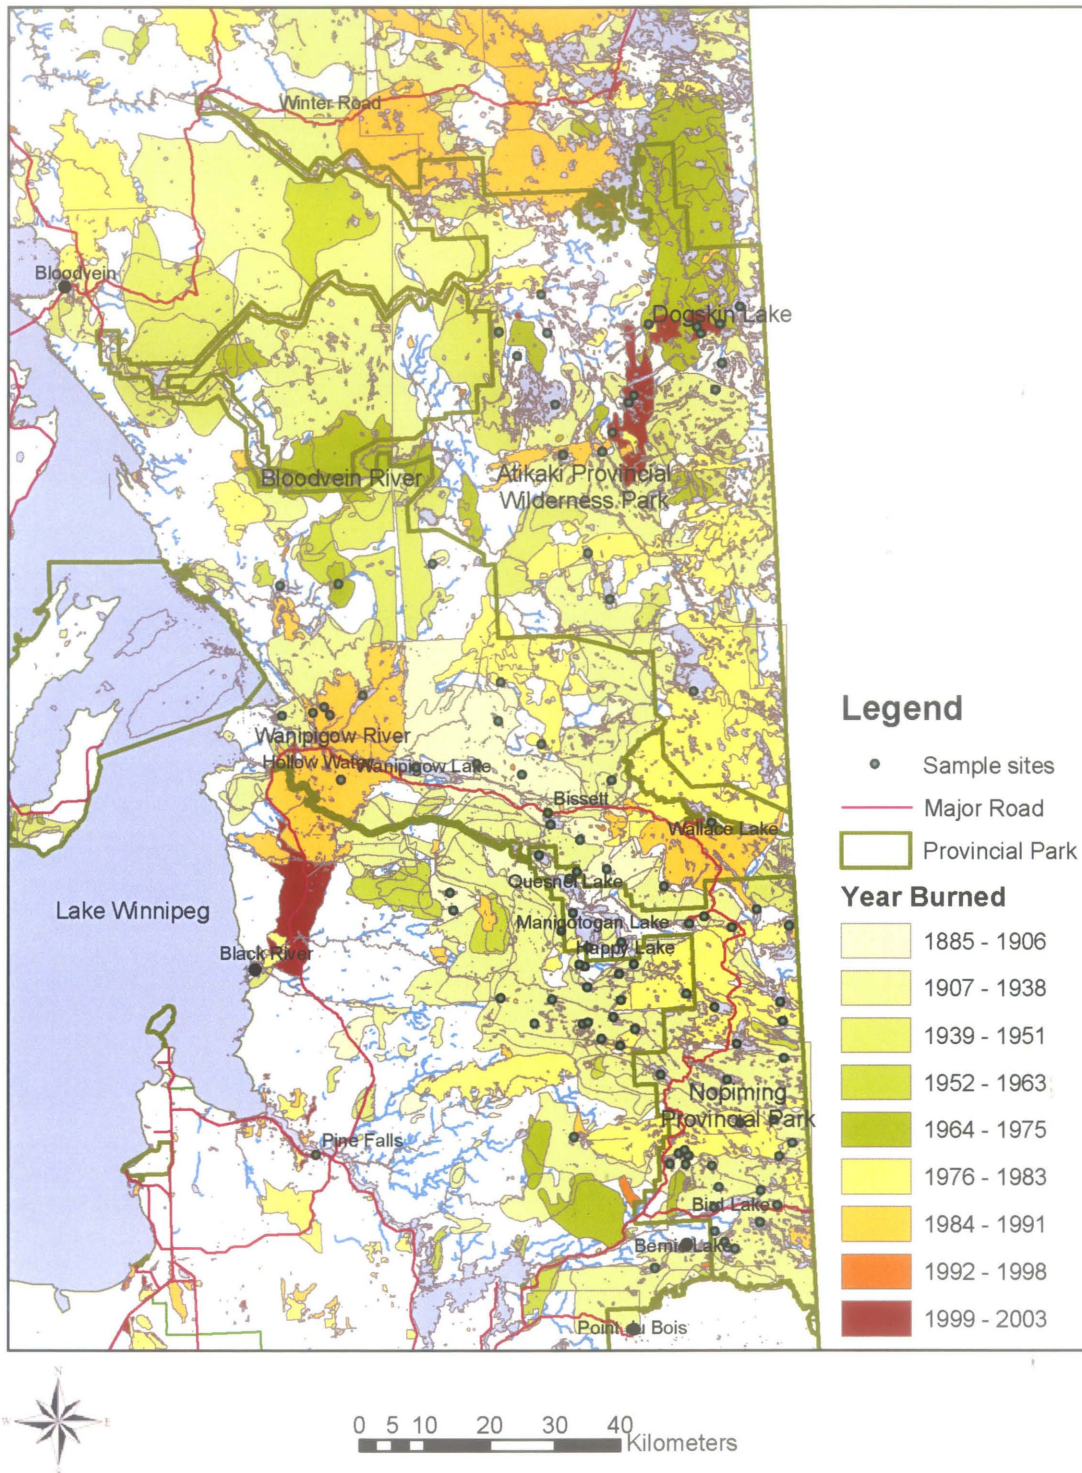 Winter Road
Bloodvein
Dogskin Lake
Bloodvein River
Atikaki Provincial
Wilderness Park
Wanipigow River
Hollow Water
Wanipigow Lake
Bissett
Wallace Lake
Quesnel Lake
Lake Winnipeg
Manigotogan Lake
Happy Lake
Black River
Nopiming
Provincial Park
Pine Falls
Bird Lake
Bernic Lake
Point du Bois
Legend
Sample sites
Major Road
Provincial Park
Year Burned
1885 - 1906
1907 - 1938
1939 - 1951
1952 - 1963
1964 - 1975
1976 - 1983
1984 - 1991
1992 - 1998
1999 - 2003
N
W
E
S
0 5 10 20 30 40
Kilometers